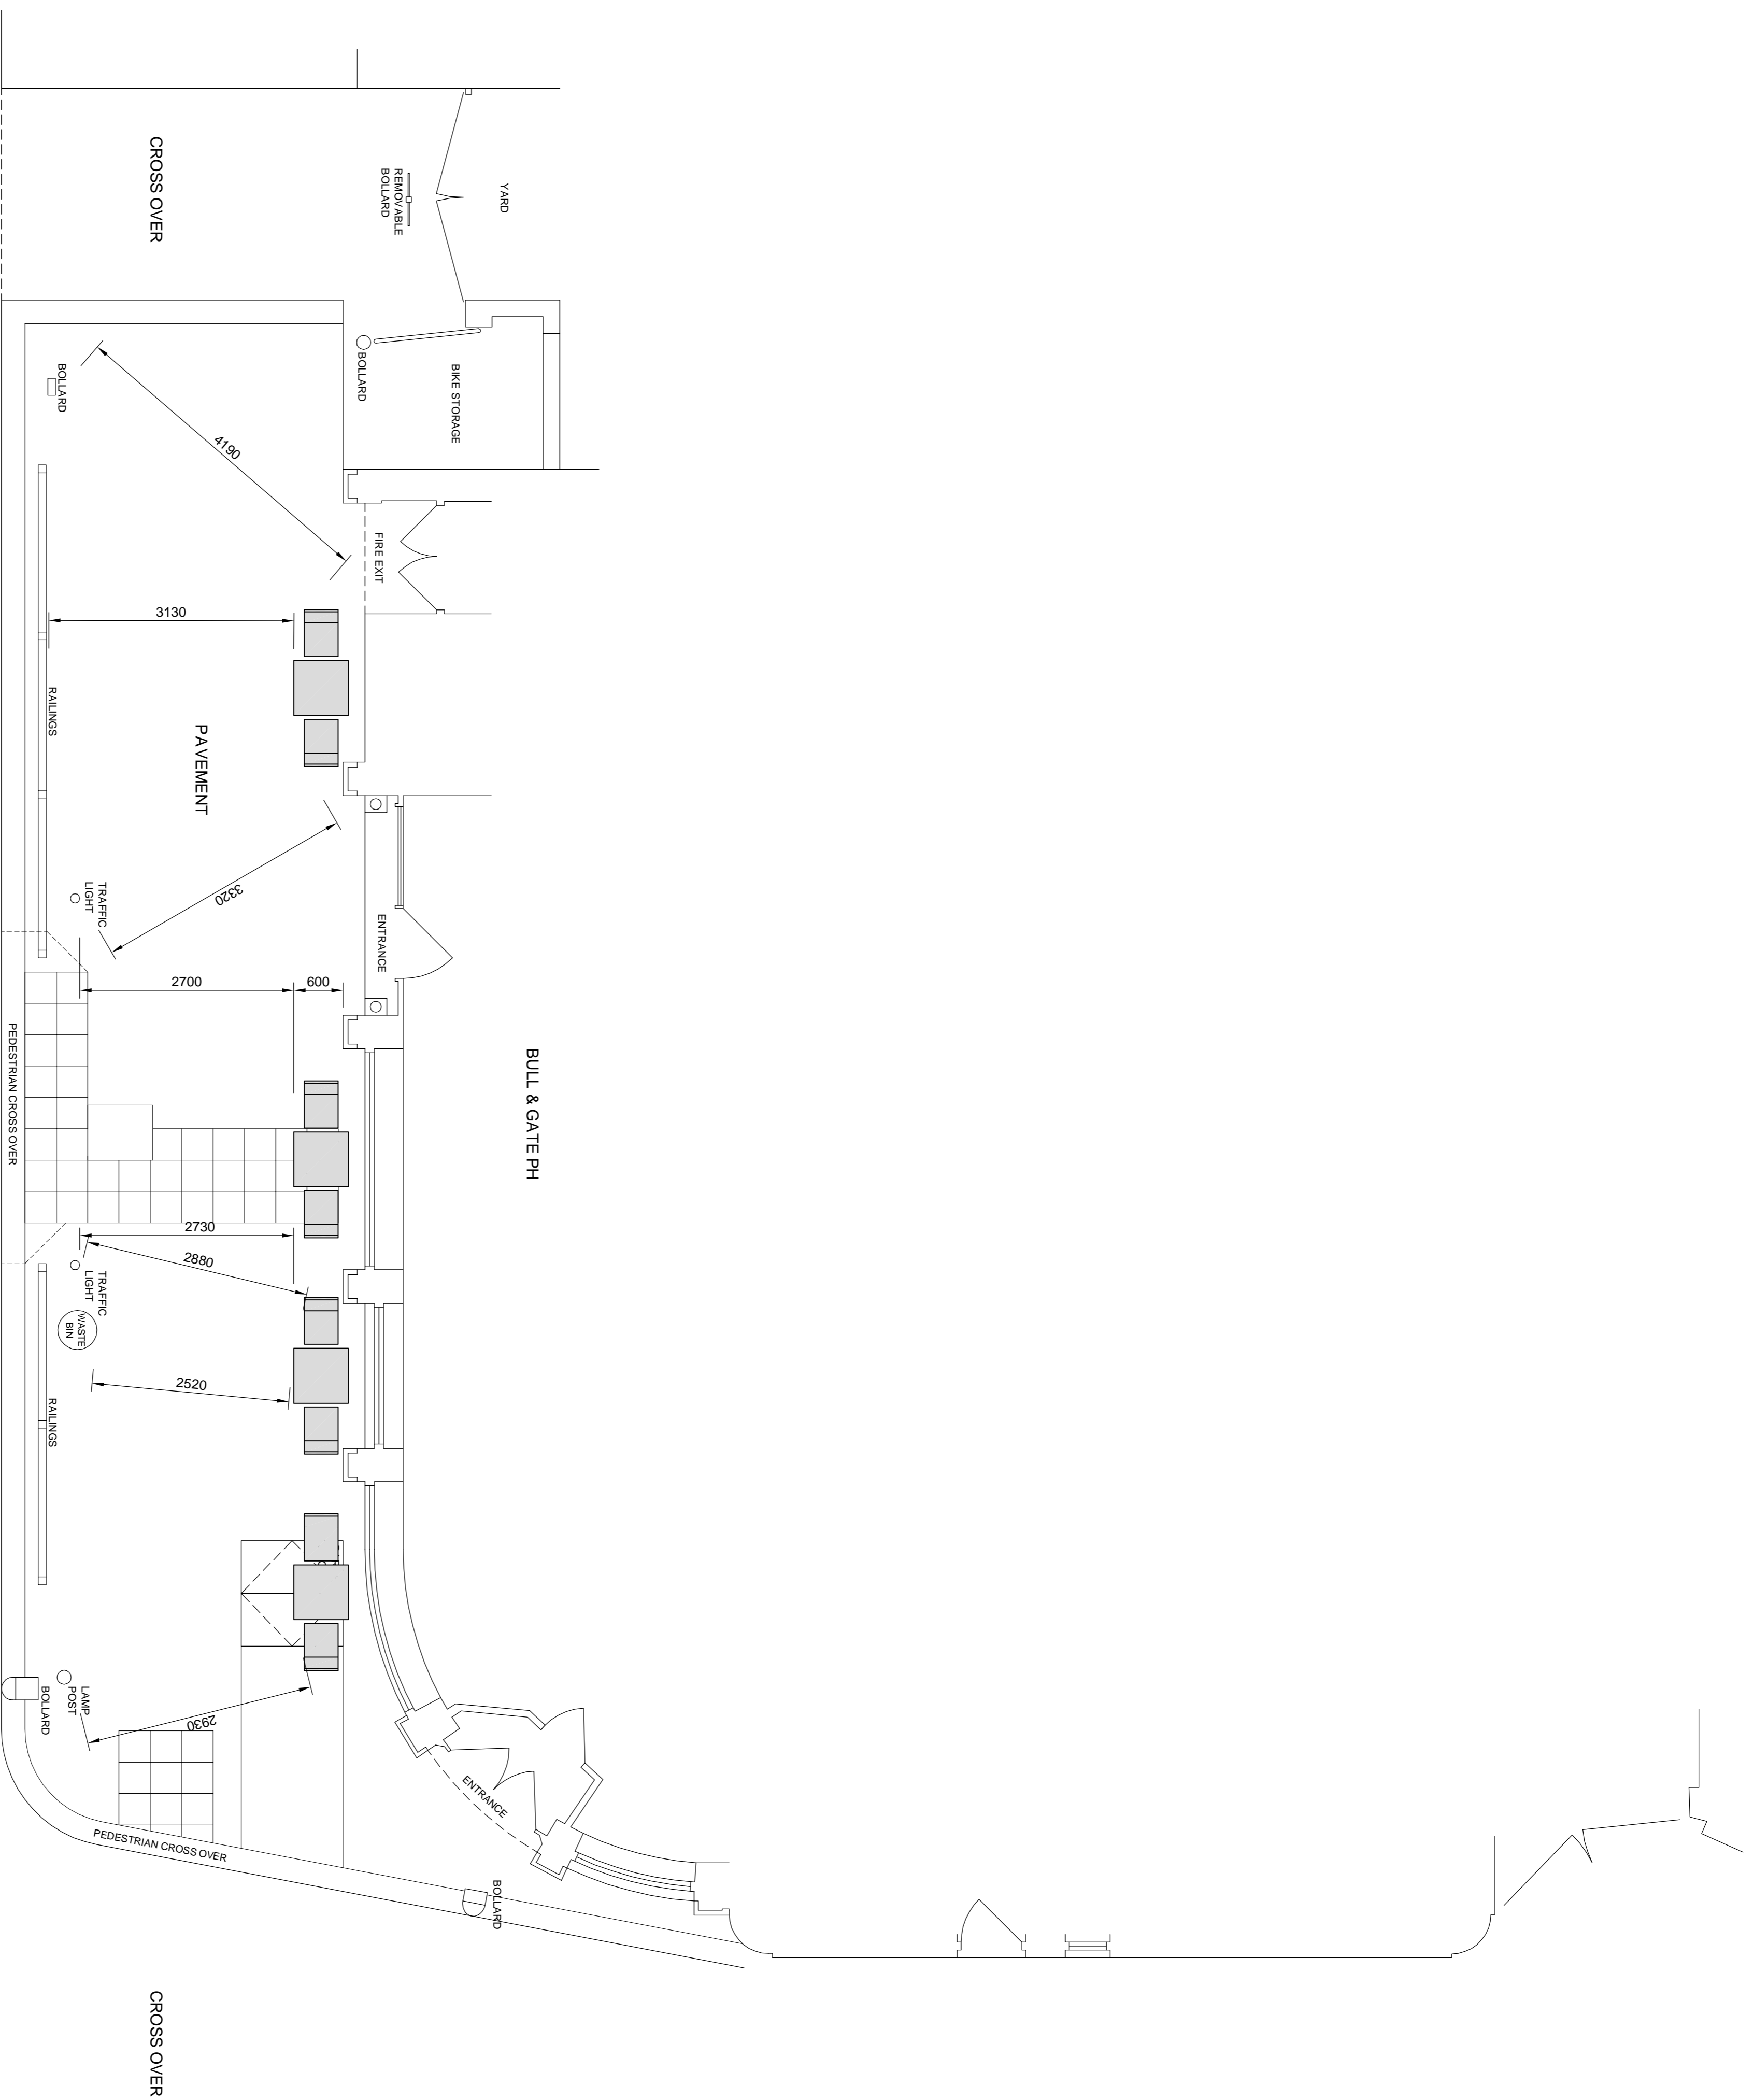 CROSS OVER
REMOVABLE
BOLLARD
YARD
BOLLARD
BOLLARD
BIKE STORAGE
4190
FIRE EXIT
3130
RAILINGS
PAVEMENT
3320
TRAFFIC
LIGHT
ENTRANCE
2700
600
PEDESTRIAN CROSS OVER
BULL & GATE PH
2730
2880
TRAFFIC
LIGHT
WASTE
BIN
2520
RAILINGS
LAMP
POST
BOLLARD
2930
ENTRANCE
PEDESTRIAN CROSS OVER
BOLLARD
CROSS OVER